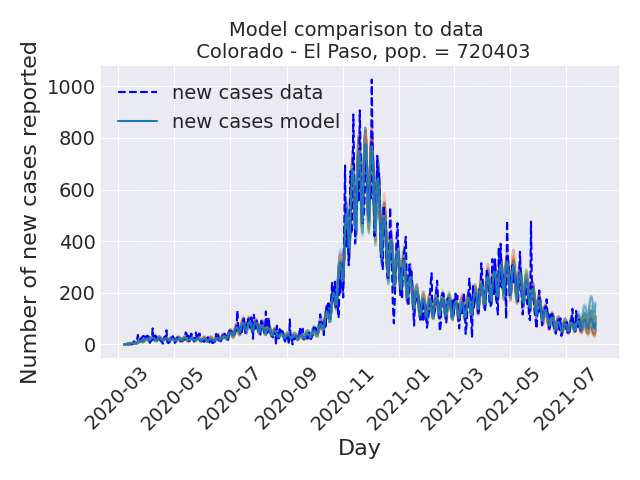 Model comparison to data
Colorado - El Paso, pop. = 720403
Number of new cases reported
1000
800
600
400
200
0
new cases data
new cases model
2020-03
2020-05
2020-07
2020-09
2020-11
2021-01
2021-03
2021-05
2021-07
Day